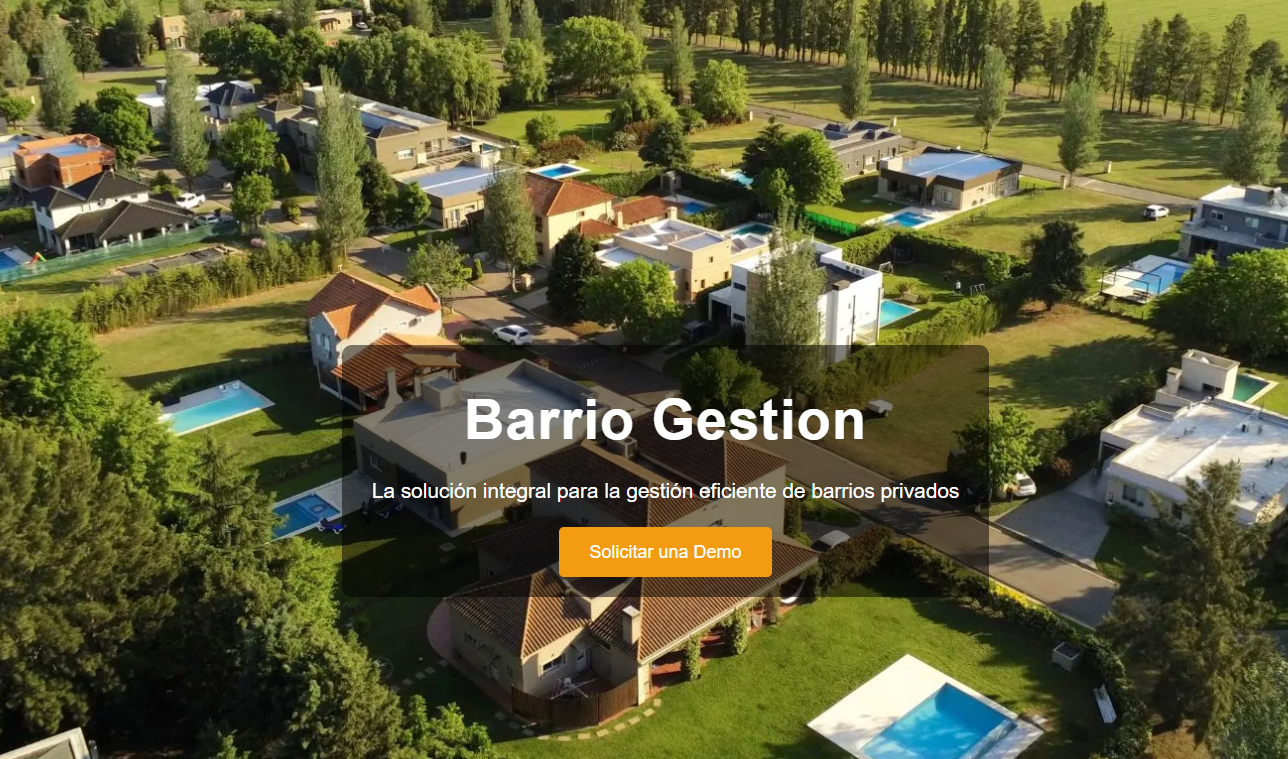 Barrio Gestion
La solución integral para la gestión eficiente de barrios privados
Solicitar una Demo